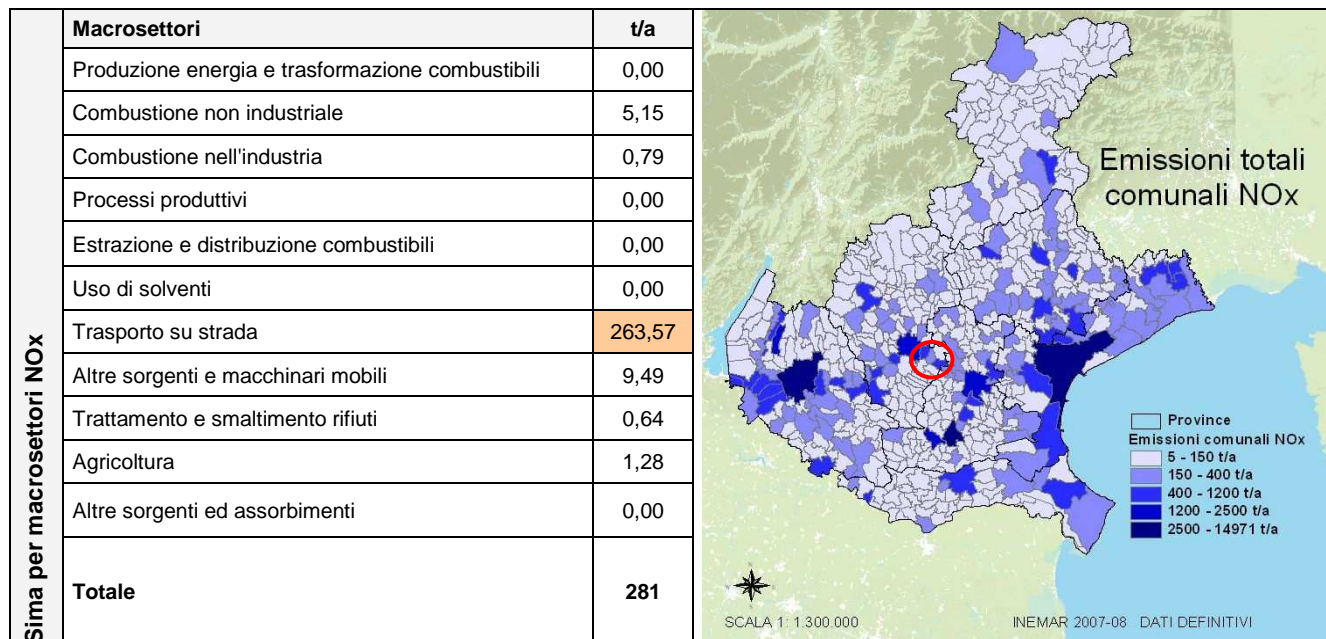 Sima per macrosettori NOx
Macrosettori t/a
Produzione energia e trasformazione combustibili 0,00
Combustione non industriale 5,15
Combustione nell'industria 0,79
Processi produttivi 0,00
Estrazione e distribuzione combustibili 0,00
Uso di solventi 0,00
Trasporto su strada 263,57
Altre sorgenti e macchinari mobili 9,49
Trattamento e smaltimento rifiuti 0,64
Agricoltura 1,28
Altre sorgenti ed assorbimenti 0,00
Totale 281
Emissioni totali
comunali NOx
Province
Emissioni comunali NOx
5 - 150 t/a
150 - 400 t/a
400 - 1200 t/a
1200 - 2500 t/a
2500 - 14971 t/a
SCALA 1: 1.300.000 INEMAR 2007-08 DATI DEFINITIVI